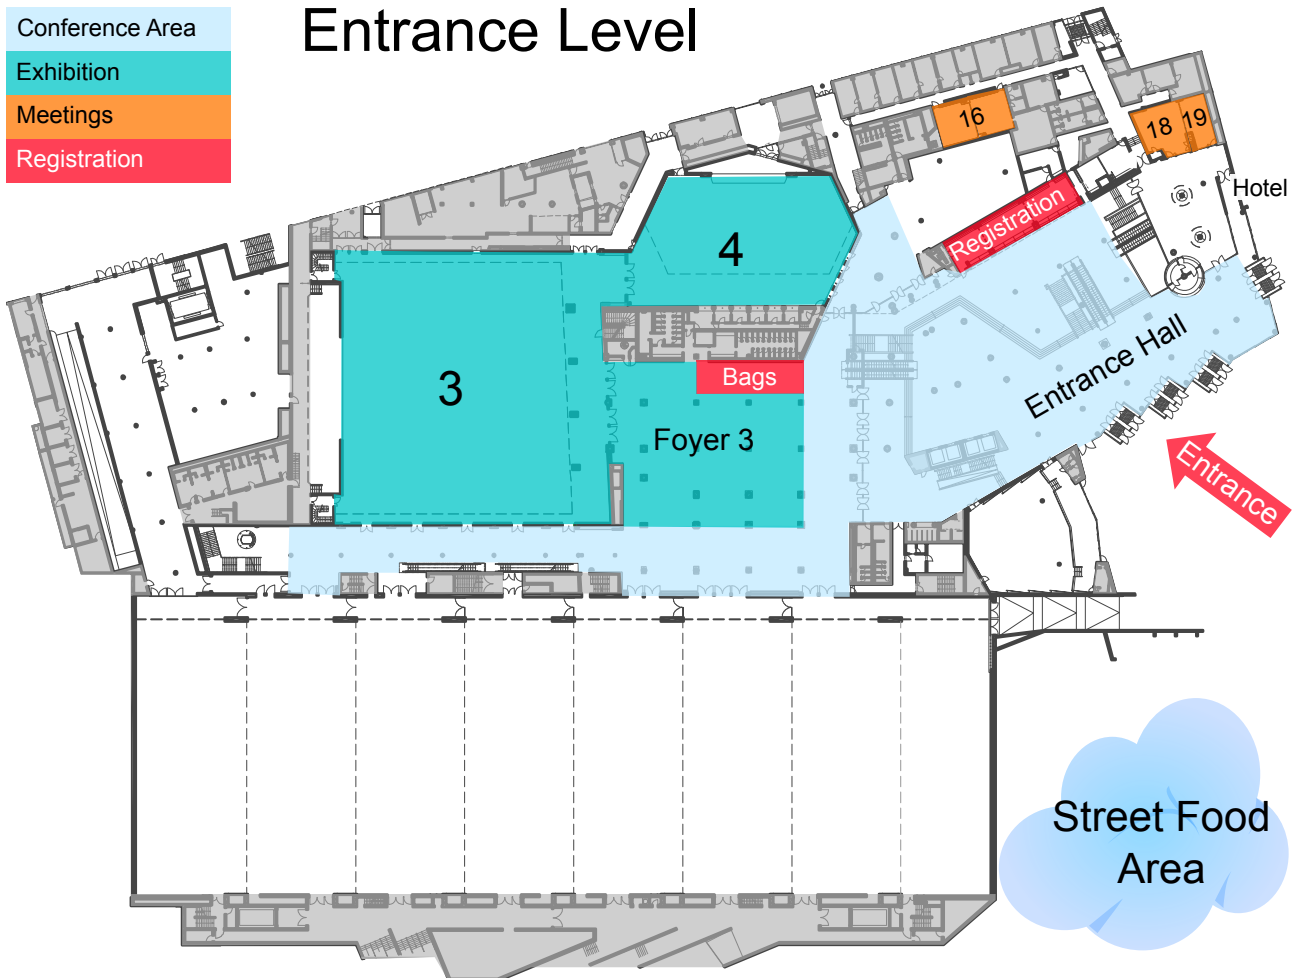 Entrance Level
Conference Area
Exhibition
Meetings
Registration
16
18
19
Hotel
Registration
4
3
Bags
Foyer 3
Entrance Hall
Entrance
Street Food
Area